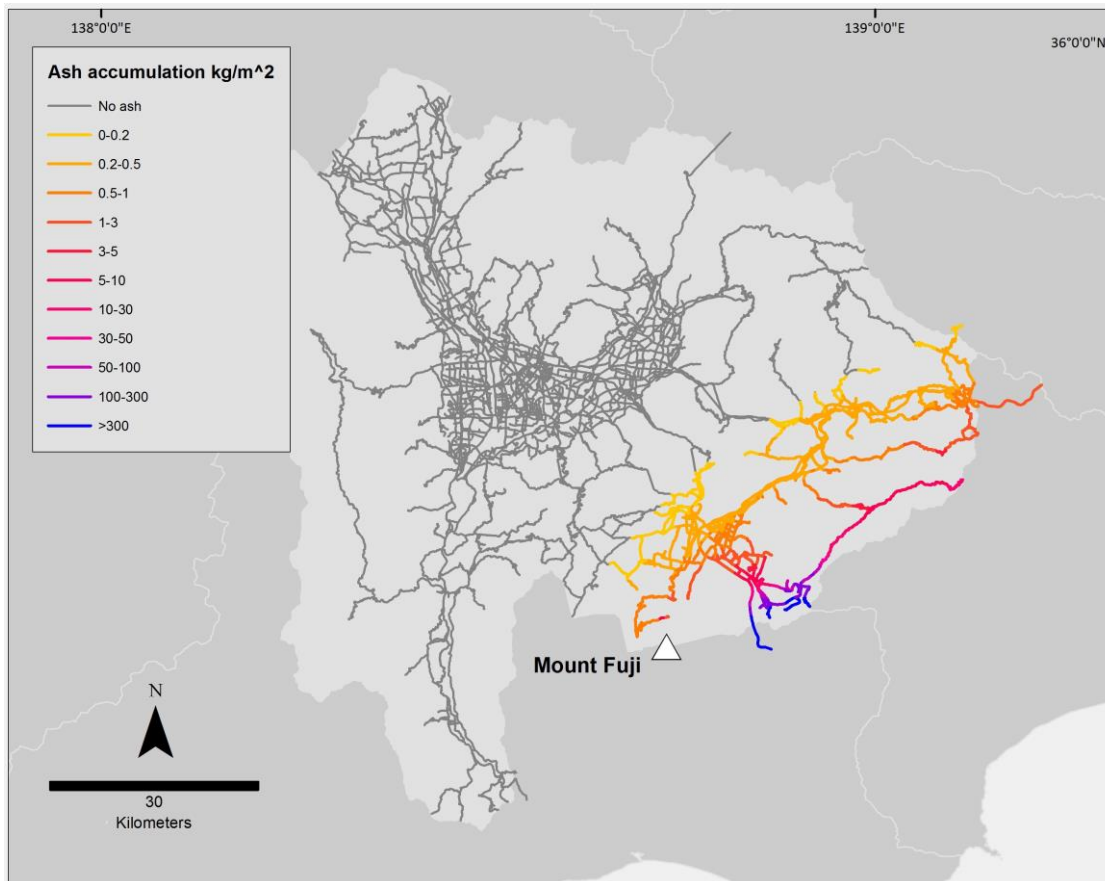 138°0'0"E
139°0'0"E
36°0'0"N
Ash accumulation kg/m^2
No ash
0-0.2
0.2-0.5
0.5-1
1-3
3-5
5-10
10-30
30-50
50-100
100-300
>300
Mount Fuji
N
30
Kilometers